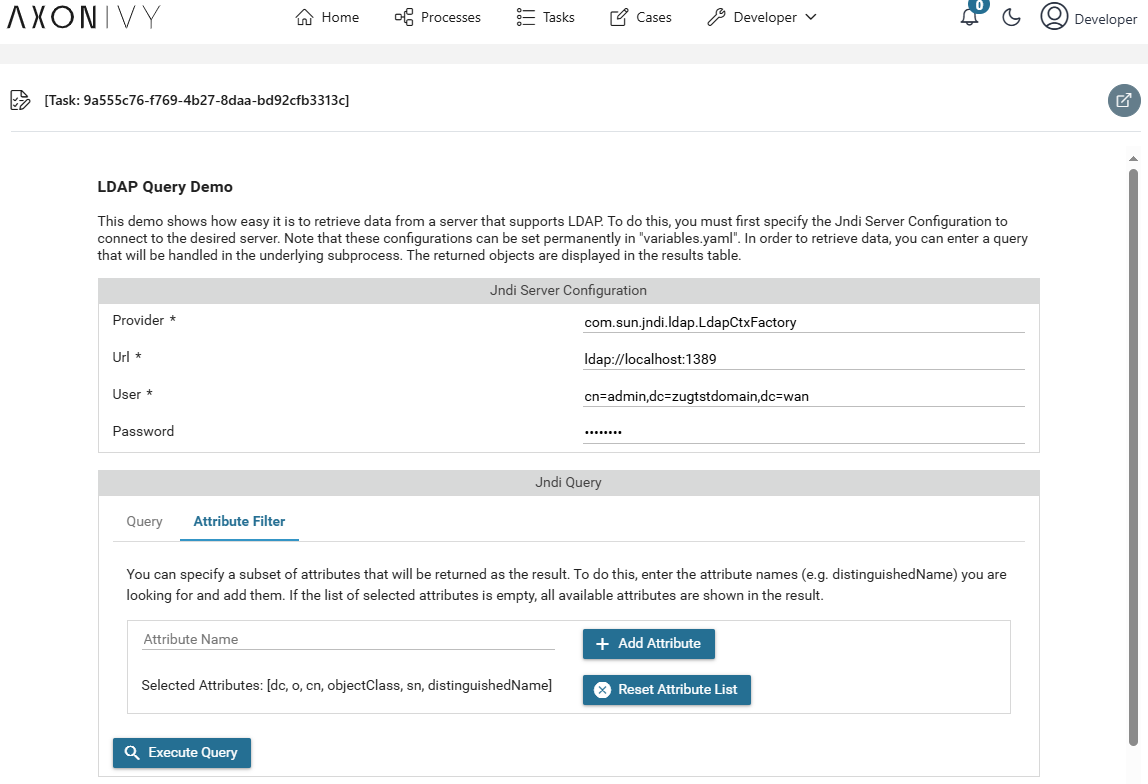 AXONIVY
Home Processes Tasks Cases Developer 0 Developer
[Task: 9a555c76-f769-4b27-8daa-bd92cfb3313c]
LDAP Query Demo
This demo shows how easy it is to retrieve data from a server that supports LDAP. To do this, you must first specify the Jndi Server Configuration to
connect to the desired server. Note that these configurations can be set permanently in "variables.yaml". In order to retrieve data, you can enter a query
that will be handled in the underlying subprocess. The returned objects are displayed in the results table.
Jndi Server Configuration
Provider * com.sun.jndi.ldap.LdapCtxFactory
Url * ldap://localhost:1389
User * cn=admin,dc=zugtstdomain,dc=wan
Password ••••••••
Jndi Query
Query Attribute Filter
You can specify a subset of attributes that will be returned as the result. To do this, enter the attribute names (e.g. distinguishedName) you are
looking for and add them. If the list of selected attributes is empty, all available attributes are shown in the result.
Attribute Name Add Attribute
Selected Attributes: [dc, o, cn, objectClass, sn, distinguishedName] Reset Attribute List
Execute Query